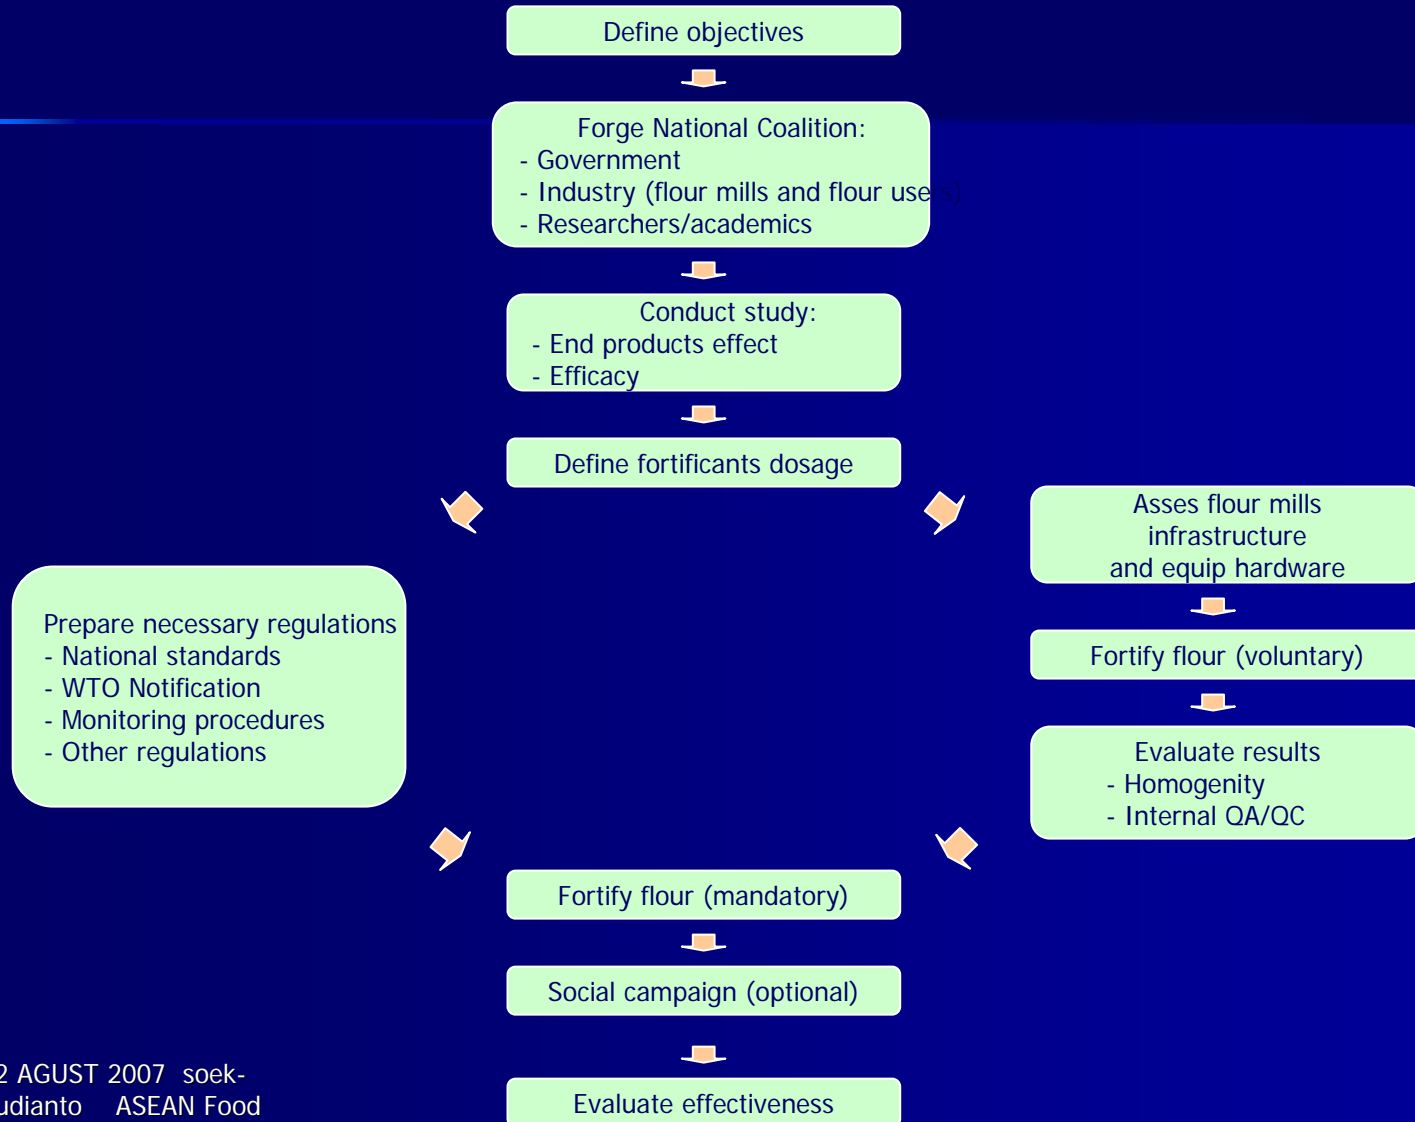 Define objectives
Forge National Coalition:
- Government
- Industry (flour mills and flour users)
- Researchers/academics
Conduct study:
- End products effect
- Efficacy
Define fortificants dosage
Prepare necessary regulations
- National standards
- WTO Notification
- Monitoring procedures
- Other regulations
Asses flour mills
infrastructure
and equip hardware
Fortify flour (voluntary)
Evaluate results
- Homogenity
- Internal QA/QC
Fortify flour (mandatory)
Social campaign (optional)
Evaluate effectiveness
2 AGUST 2007 soek-
udianto ASEAN Food